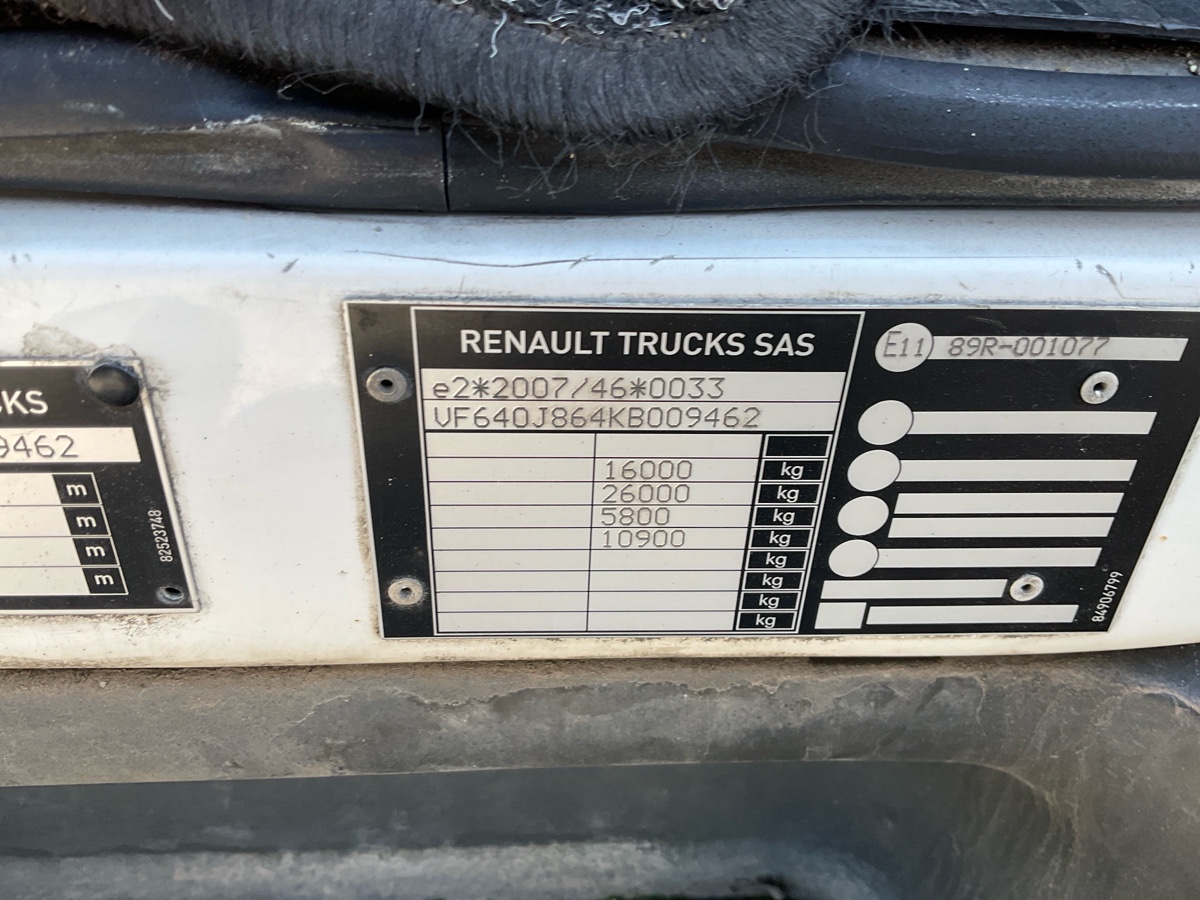 CKS
9462
m
m
m
m
82523748
RENAULT TRUCKS SAS
e2*2007/46*0033
VF640J864KB009462
16000 kg
26000 kg
5800 kg
10900 kg
kg
kg
kg
kg
E11 89R-001077
84906799